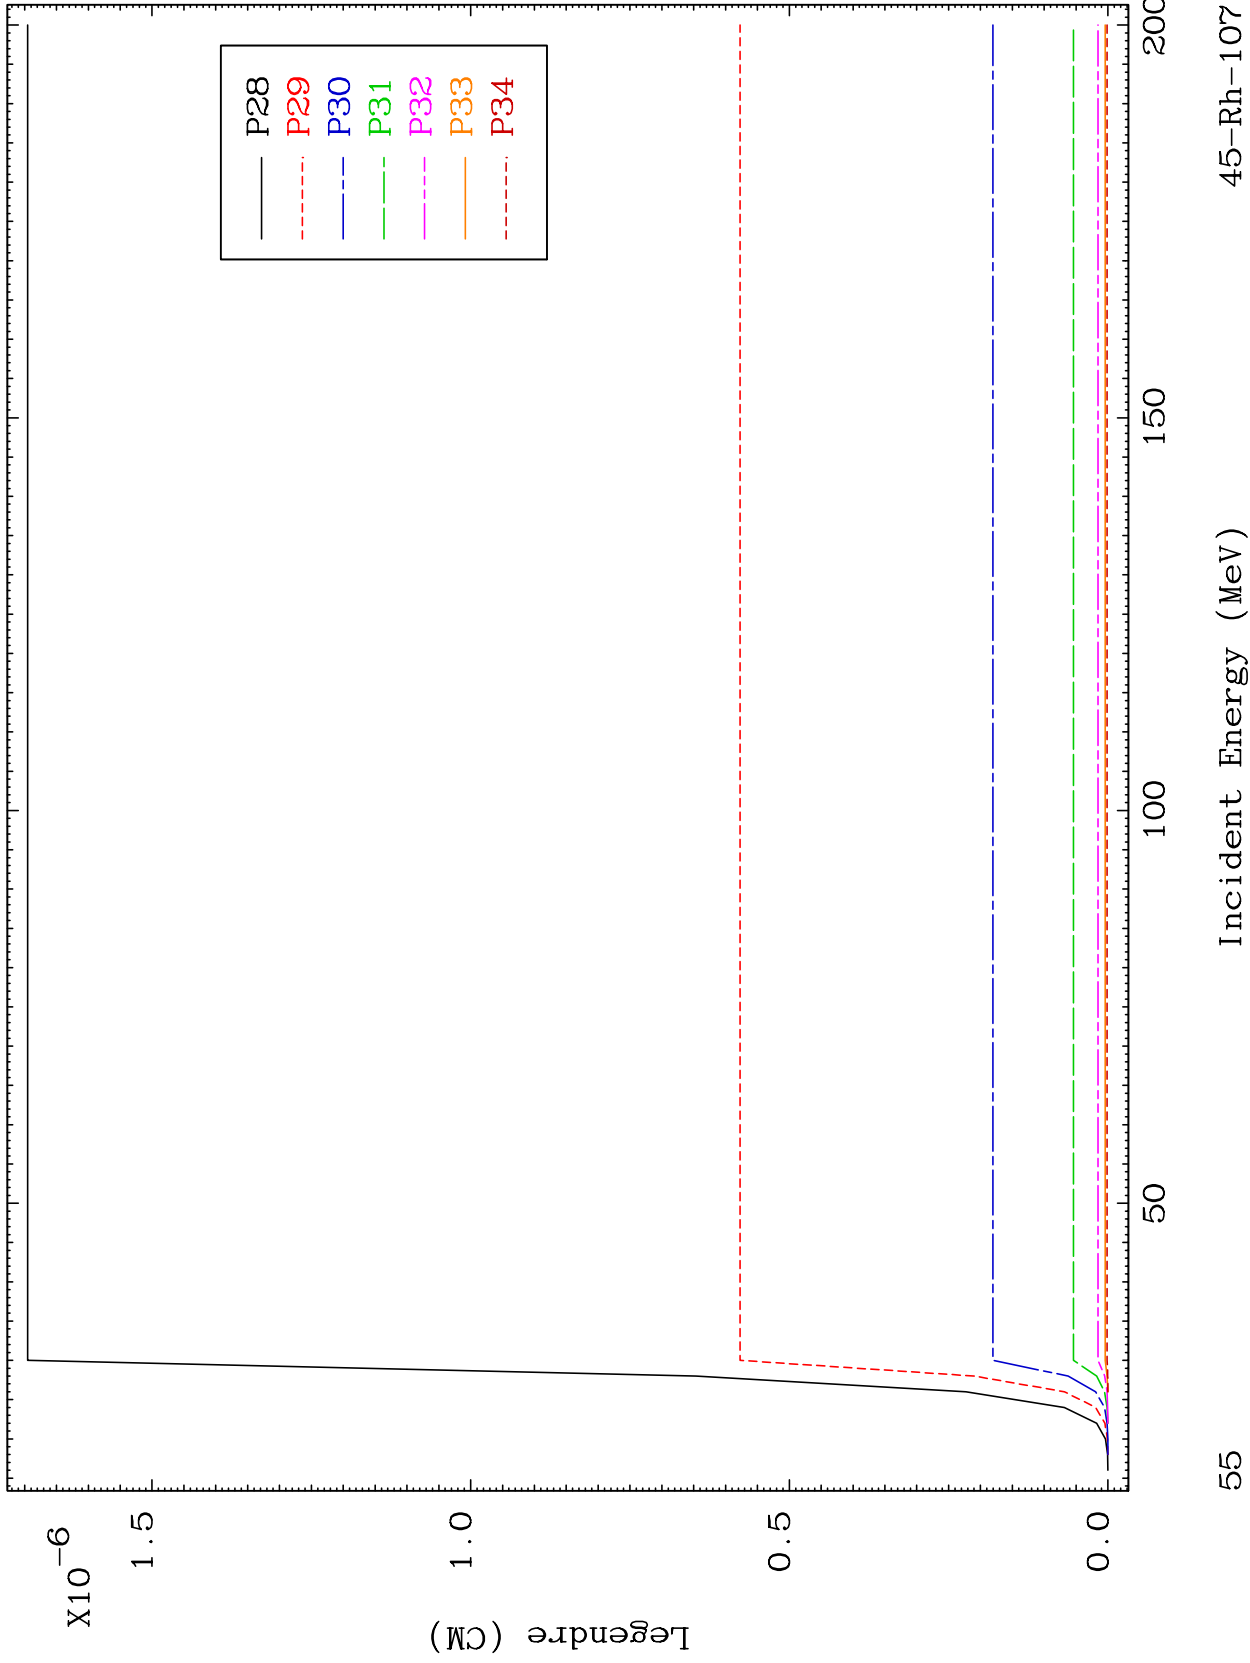 X10-6
1.5
1.0
0.5
0.0
Legendre (CM)
P28
P29
P30
P31
P32
P33
P34
50
100
150
200
Incident Energy (MeV)
55
45-Rh-107